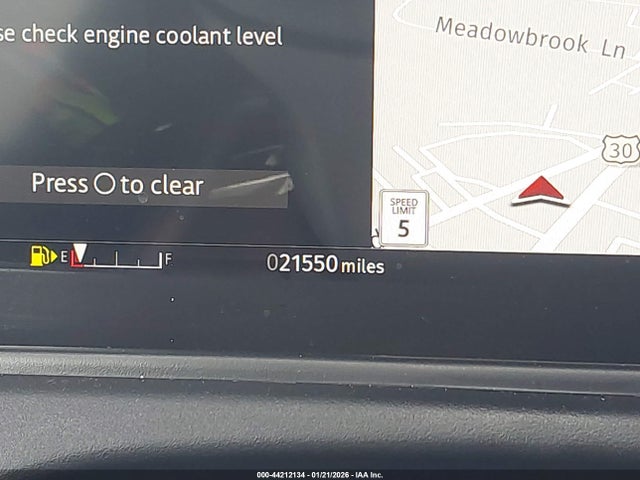 se check engine coolant level
Meadowbrook Ln
30
Press O to clear
SPEED
LIMIT
5
E F
021550 miles
000-44212134 - 01/21/2026 - IAA Inc.